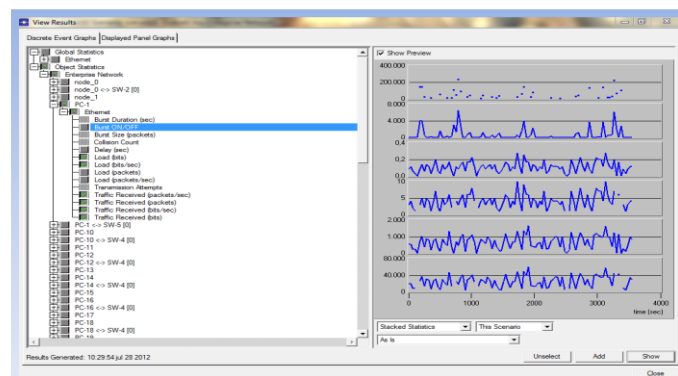 View Results
Discrete Event Graphs Displayed Panel Graphs
Global Statistics
Ethernet
Object Statistics
Enterprise Network
node_0
node_0 <-> SW-2 [0]
node_1
PC-1
Ethernet
Burst Duration (sec)
Burst ON/OFF
Burst Size (packets)
Collision Count
Delay (sec)
Load (bits)
Load (bits/sec)
Load (packets)
Load (packets/sec)
Transmission Attempts
Traffic Received (packets/sec)
Traffic Received (packets)
Traffic Received (bits/sec)
Traffic Received (bits)
PC-1 <-> SW-5 [0]
PC-10
PC-10 <-> SW-4 [0]
PC-11
PC-12
PC-12 <-> SW-4 [0]
PC-13
PC-14
PC-14 <-> SW-4 [0]
PC-15
PC-16
PC-16 <-> SW-4 [0]
PC-17
PC-18
PC-18 <-> SW-4 [0]
PC-19
Show Preview
400.000
200.000
0
8.000
4.000
0
0,4
0,2
0,0
10
5
0
2.000
1.000
0
80.000
40.000
0
0 1000 2000 3000 4000
time (sec)
Stacked Statistics This Scenario
As Is
Results Generated: 10:29:54 jul 28 2012
Unselect Add Show
Close